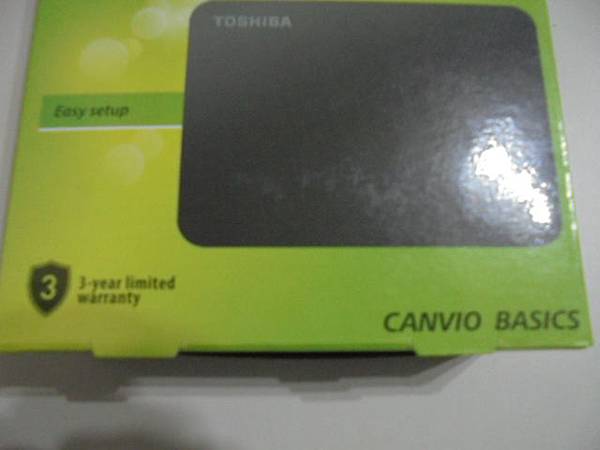 TOSHIBA
Easy setup
3
3-year limited
warranty
CANVIO BASICS